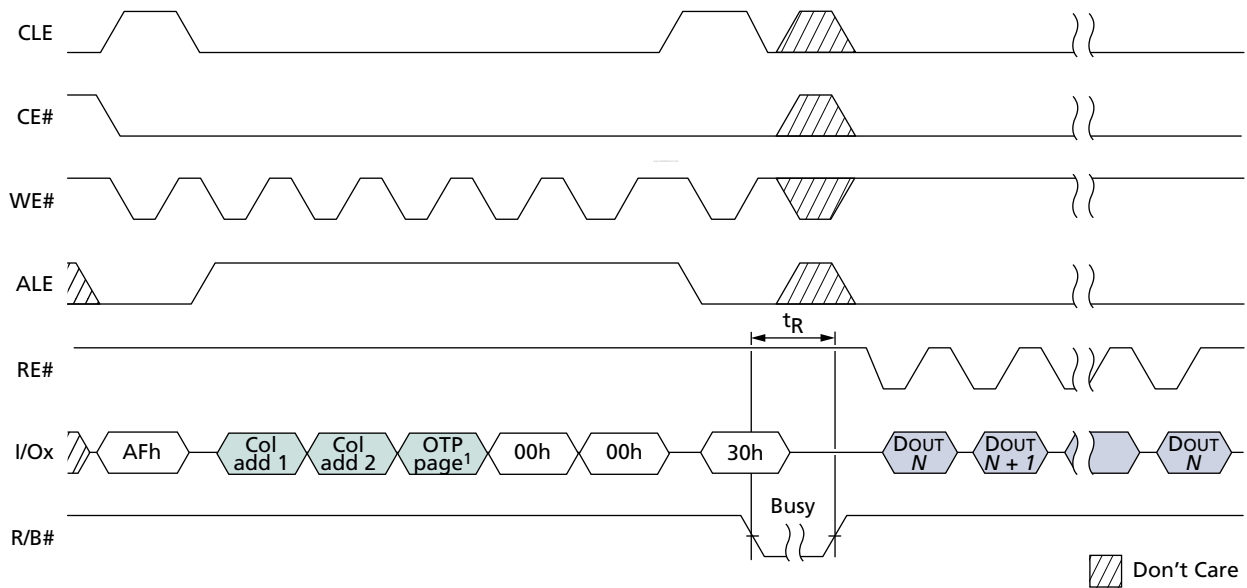 CLE
CE#
WE#
ALE
tR
RE#
I/Ox
AFh
Col
add 1
Col
add 2
OTP
page¹
00h
00h
30h
DOUT
N
DOUT
N + 1
DOUT
N
R/B#
Busy
Don't Care